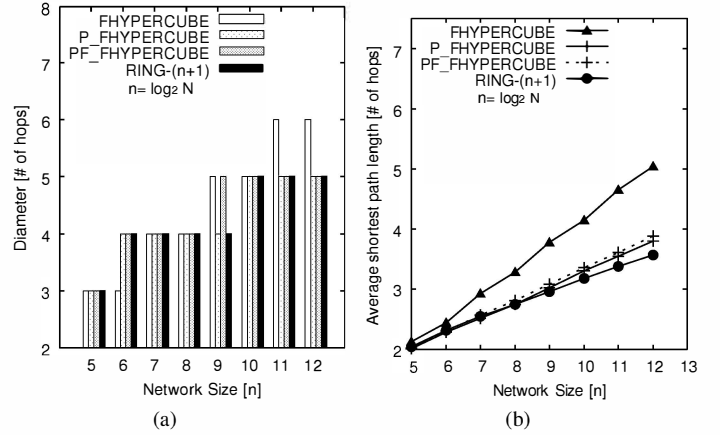 8
7
6
5
4
3
2
Diameter [# of hops]
FHYPERCUBE
P_FHYPERCUBE
PF_FHYPERCUBE
RING-(n+1)
n= log2 N
5 6 7 8 9 10 11 12
Network Size [n]
(a)
7
6
5
4
3
2
Average shortest path length [# of hops]
FHYPERCUBE
P_FHYPERCUBE
PF_FHYPERCUBE
RING-(n+1)
n= log2 N
5 6 7 8 9 10 11 12 13
Network Size [n]
(b)